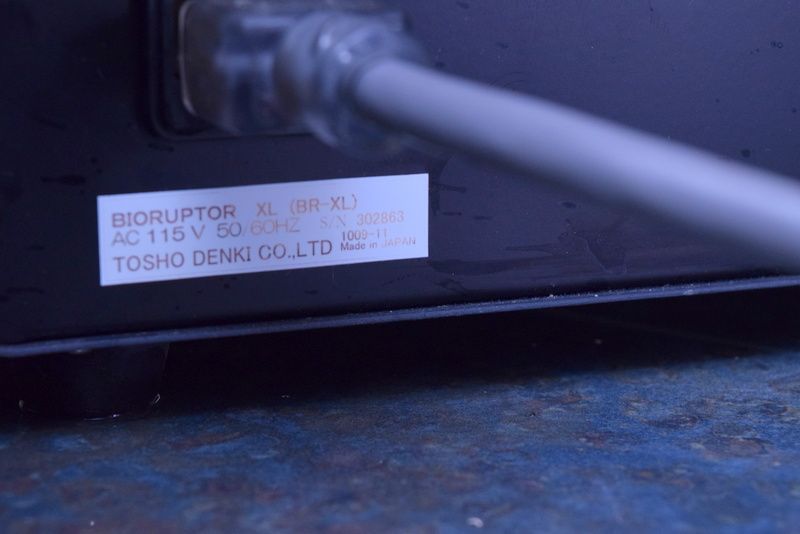 BIORUPTOR XL (BR-XL)
AC 115 V 50/60HZ S/N 302863
TOSHO DENKI CO.,LTD
1009-11
Made in JAPAN